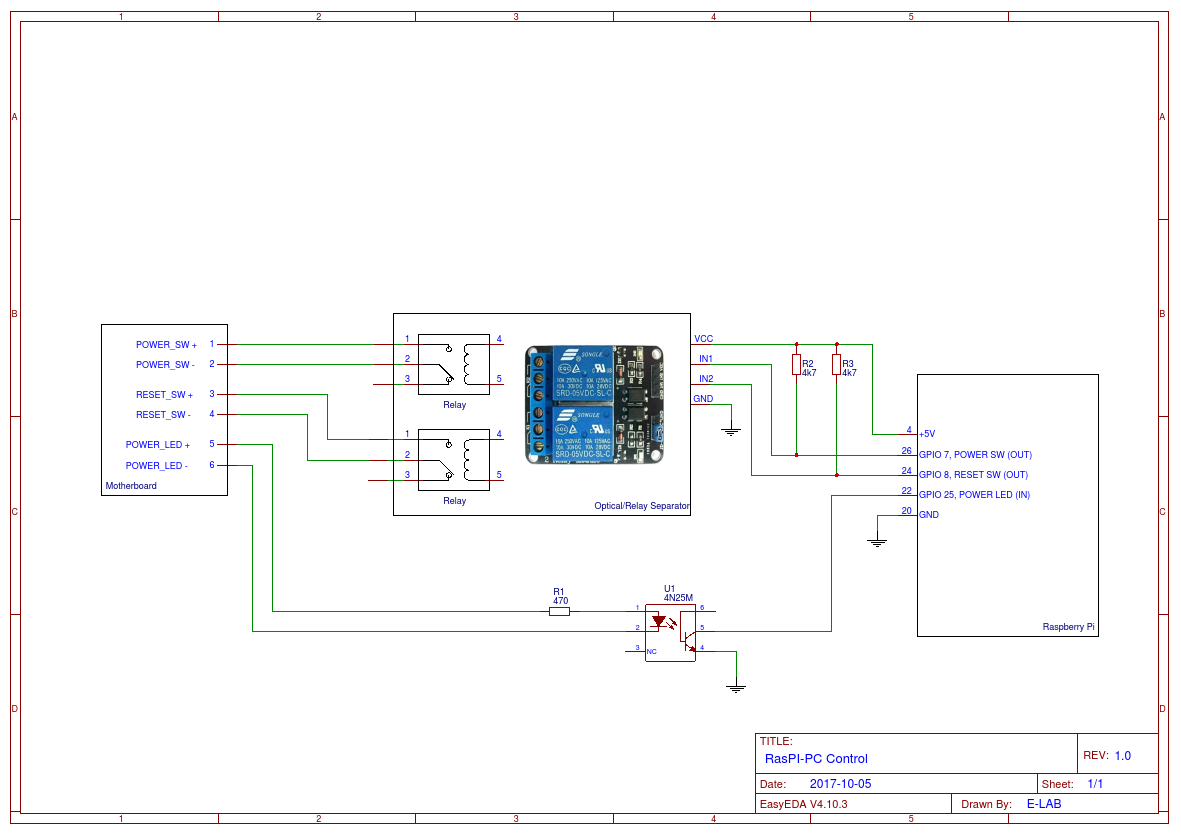 1 2 3 4 5
A A
B B
C C
D D
1 2 3 4 5
POWER_SW + 1
POWER_SW - 2
RESET_SW + 3
RESET_SW - 4
POWER_LED + 5
POWER_LED - 6
Motherboard
1 4
2
3 5
Relay
1 4
2
3 5
Relay
SONGLE
10A 250VAC 10A 125VAC
10A 30VDC 10A 28VDC
SRD-05VDC-SL-C
SONGLE
10A 250VAC 10A 125VAC
10A 30VDC 10A 28VDC
SRD-05VDC-SL-C
Optical/Relay Separator
VCC
IN1
IN2
GND
R2
4k7
R3
4k7
4 +5V
26 GPIO 7, POWER SW (OUT)
24 GPIO 8, RESET SW (OUT)
22 GPIO 25, POWER LED (IN)
20 GND
Raspberry Pi
R1
470
U1
4N25M
1 6
2 5
3 NC 4
TITLE:
RasPI-PC Control
REV: 1.0
Date: 2017-10-05
Sheet: 1/1
EasyEDA V4.10.3
Drawn By: E-LAB